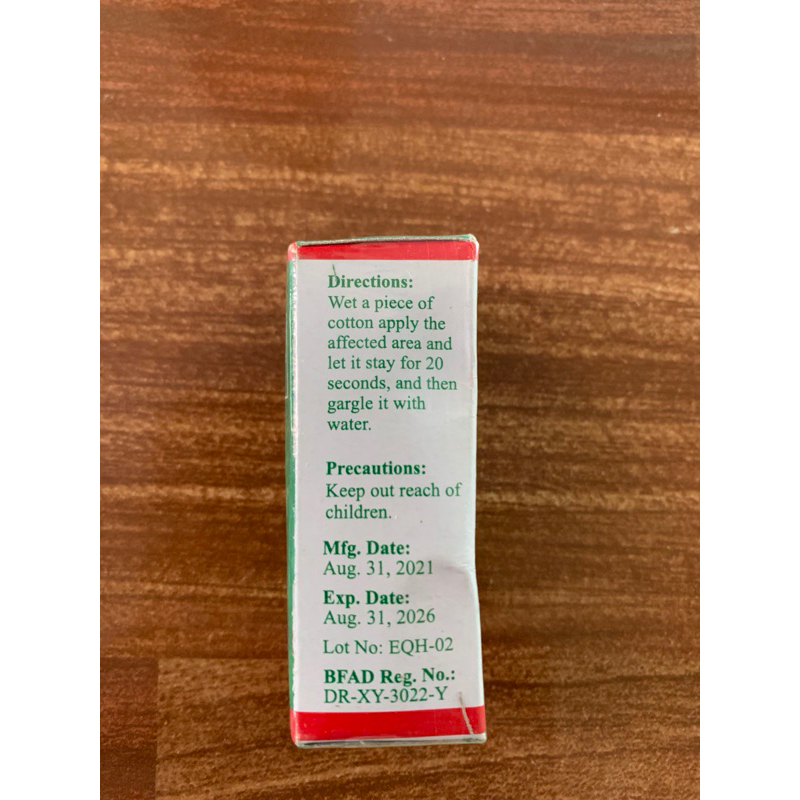 Directions:
Wet a piece of
cotton apply the
affected area and
let it stay for 20
seconds, and then
gargle it with
water.
Precautions:
Keep out reach of
children.
Mfg. Date:
Aug. 31, 2021
Exp. Date:
Aug. 31, 2026
Lot No: EQH-02
BFAD Reg. No.:
DR-XY-3022-Y